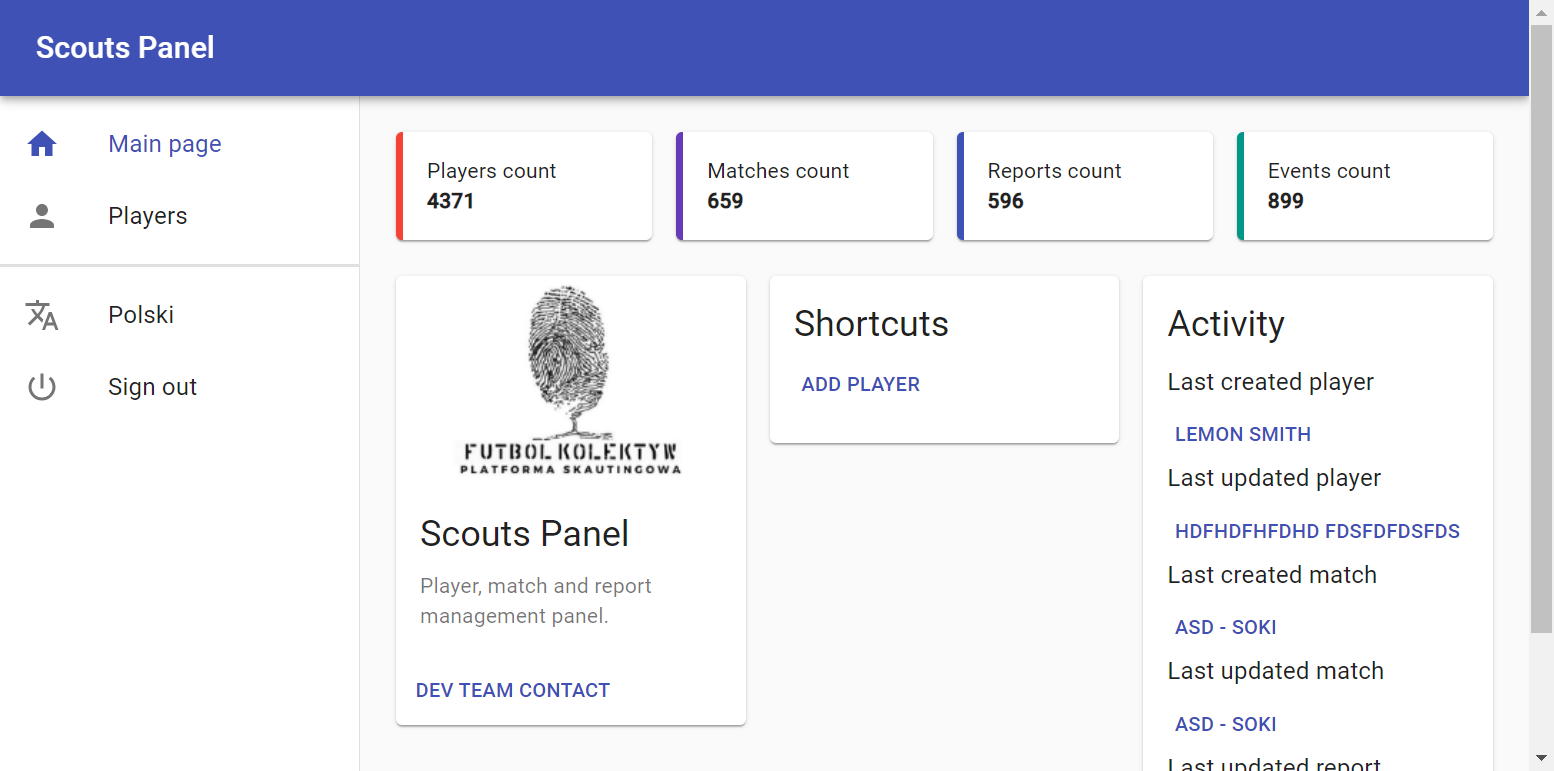 Scouts Panel
Main page
Players
Polski
Sign out
Players count
4371
Matches count
659
Reports count
596
Events count
899
FUTBOL KOLEKTYW
PLATFORMA SKAUTINGOWA
Scouts Panel
Player, match and report
management panel.
DEV TEAM CONTACT
Shortcuts
ADD PLAYER
Activity
Last created player
LEMON SMITH
Last updated player
HDFHDFHFDHD FDSFDFDSFDS
Last created match
ASD - SOKI
Last updated match
ASD - SOKI
Last updated report